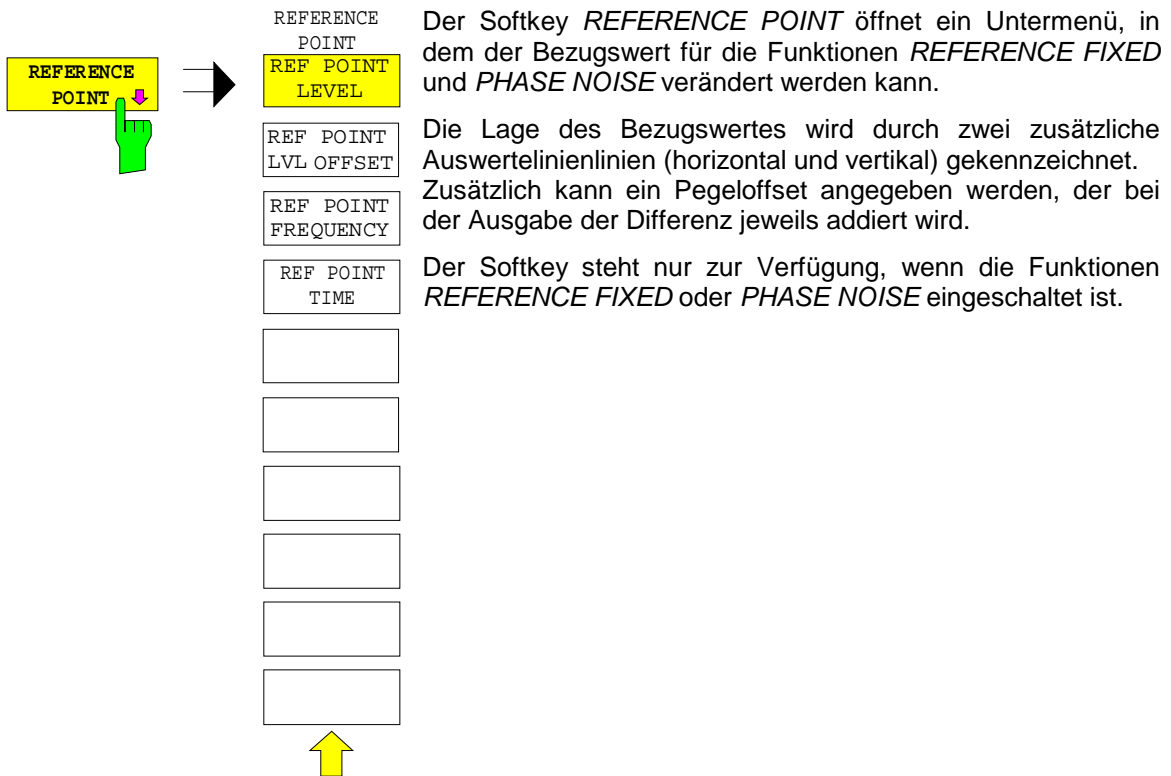 REFERENCE
POINT
REFERENCE
POINT
REF POINT
LEVEL
REF POINT
LVL OFFSET
REF POINT
FREQUENCY
REF POINT
TIME
Der Softkey REFERENCE POINT öffnet ein Untermenü, in
dem der Bezugswert für die Funktionen REFERENCE FIXED
und PHASE NOISE verändert werden kann.
Die Lage des Bezugswertes wird durch zwei zusätzliche
Auswertelinienlinien (horizontal und vertikal) gekennzeichnet.
Zusätzlich kann ein Pegeloffset angegeben werden, der bei
der Ausgabe der Differenz jeweils addiert wird.
Der Softkey steht nur zur Verfügung, wenn die Funktionen
REFERENCE FIXED oder PHASE NOISE eingeschaltet ist.